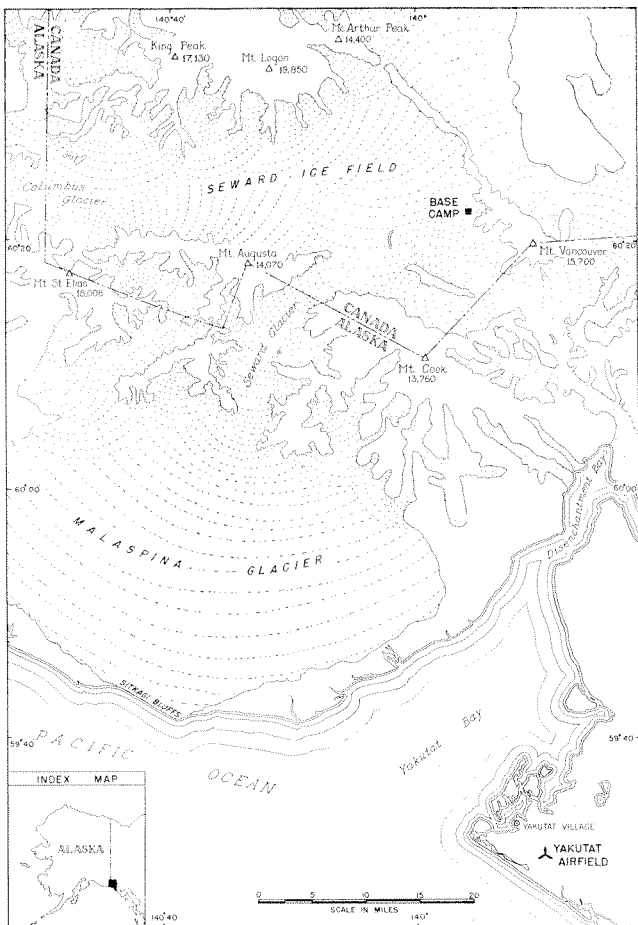 140°40'
140°
CANADA
ALASKA
Mc Arthur Peak
14,400
King Peak
17,130
Mt. Logan
19,850
SEWARD ICE FIELD
Columbus
Glacier
BASE
CAMP
60°20'
60°20'
Mt. Augusta
14,070
Mt. Vancouver
15,700
Mt St Elias
18,008
Seward Glacier
CANADA
ALASKA
Mt. Cook
13,760
60°00'
60°00
Disenchantment Bay
MALASPINA GLACIER
SITKAGI BLUFFS
59°40'
59°40'
PACIFIC
OCEAN
Yakutat Bay
INDEX MAP
ALASKA
YAKUTAT VILLAGE
YAKUTAT
AIRFIELD
0 5 10 15 20
SCALE IN MILES
140°40'
140°